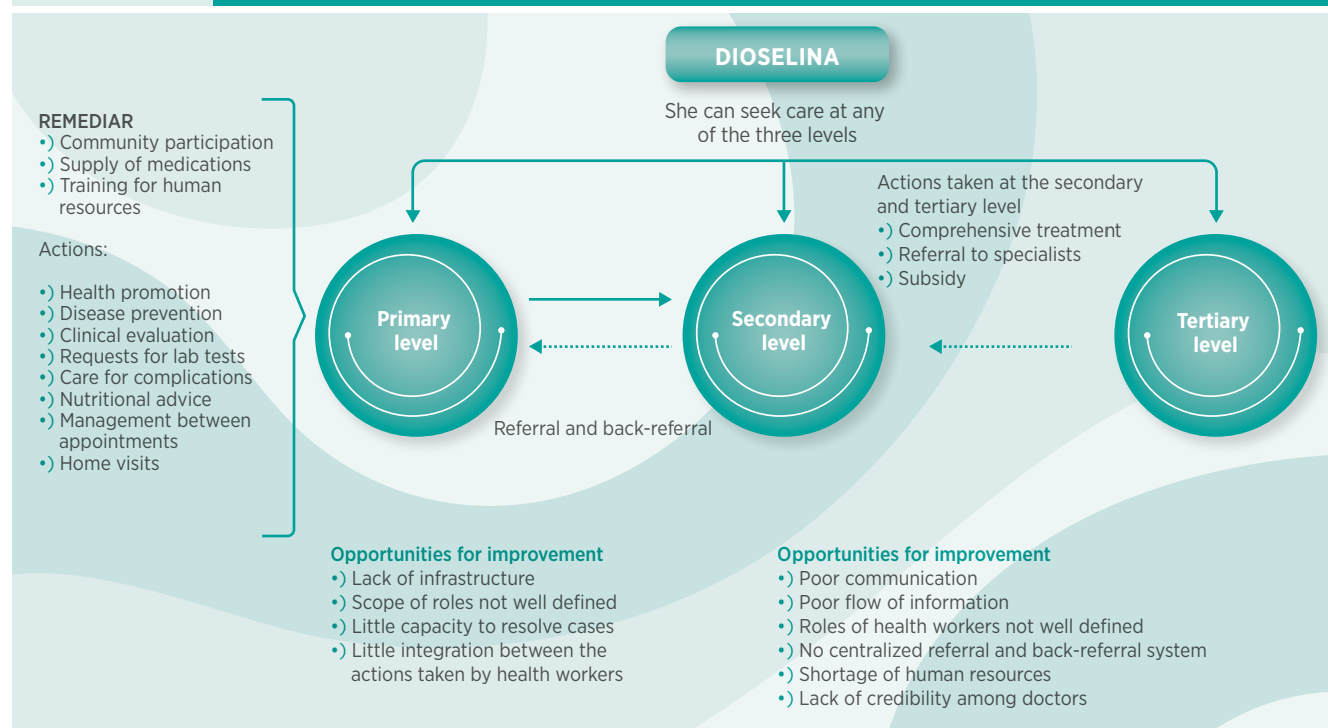 DIOSELINA
She can seek care at any
of the three levels
REMEDIAR
•) Community participation
•) Supply of medications
•) Training for human
resources
Actions:
•) Health promotion
•) Disease prevention
•) Clinical evaluation
•) Requests for lab tests
•) Care for complications
•) Nutritional advice
•) Management between
appointments
•) Home visits
Primary
level
Secondary
level
Actions taken at the secondary
and tertiary level
•) Comprehensive treatment
•) Referral to specialists
•) Subsidy
Tertiary
level
Referral and back-referral
Opportunities for improvement
•) Lack of infrastructure
•) Scope of roles not well defined
•) Little capacity to resolve cases
•) Little integration between the
actions taken by health workers
Opportunities for improvement
•) Poor communication
•) Poor flow of information
•) Roles of health workers not well defined
•) No centralized referral and back-referral system
•) Shortage of human resources
•) Lack of credibility among doctors